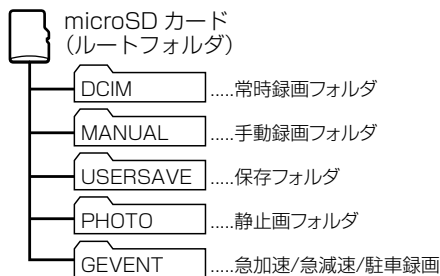 microSD カード
(ルートフォルダ)
DCIM .....常時録画フォルダ
MANUAL .....手動録画フォルダ
USERSAVE .....保存フォルダ
PHOTO .....静止画フォルダ
GEVENT .....急加速/急減速/駐車録画